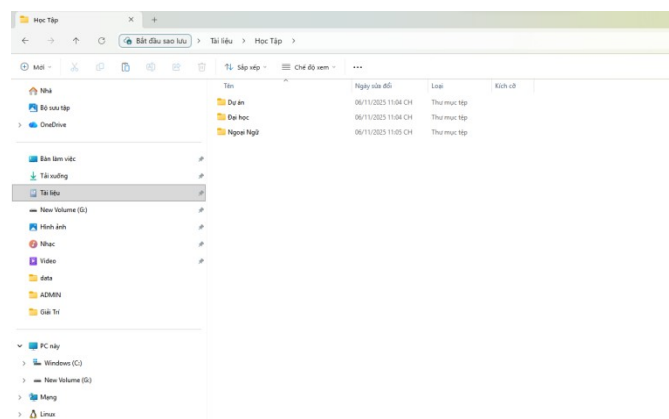 Học Tập
Bắt đầu sao lưu > Tài liệu > Học Tập >
Mới Sắp xếp Chế độ xem ...
Tên Ngày sửa đổi Loại Kích cỡ
Dự án 06/11/2025 11:04 CH Thư mục tệp
Đại học 06/11/2025 11:04 CH Thư mục tệp
Ngoại Ngữ 06/11/2025 11:05 CH Thư mục tệp
Nhà
Bộ sưu tập
OneDrive
Bàn làm việc
Tải xuống
Tài liệu
New Volume (G:)
Hình ảnh
Nhạc
Video
data
ADMIN
Giải Trí
PC này
Windows (C:)
New Volume (G:)
Mạng
Linux